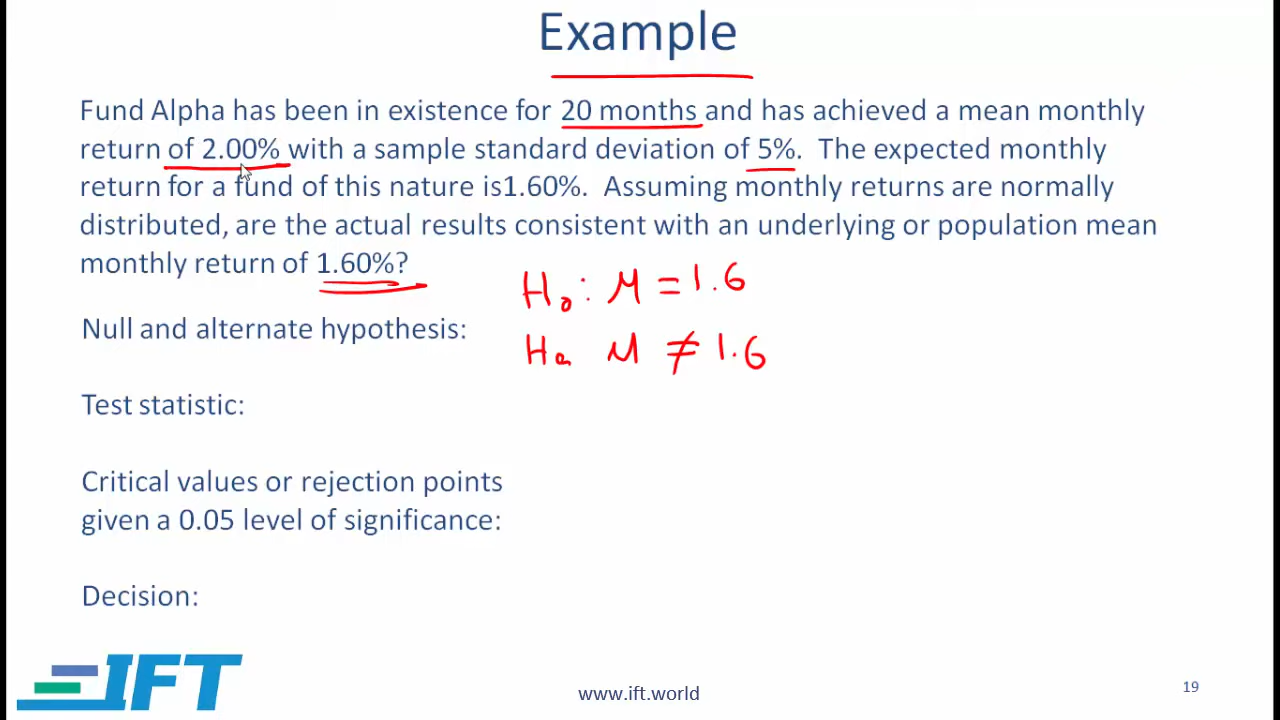 Example
Fund Alpha has been in existence for 20 months and has achieved a mean monthly
return of 2.00% with a sample standard deviation of 5%. The expected monthly
return for a fund of this nature is1.60%. Assuming monthly returns are normally
distributed, are the actual results consistent with an underlying or population mean
monthly return of 1.60%?
H₀: μ = 1.6
Null and alternate hypothesis:
Hₐ μ ≠ 1.6
Test statistic:
Critical values or rejection points
given a 0.05 level of significance:
Decision:
IFT
www.ift.world
19